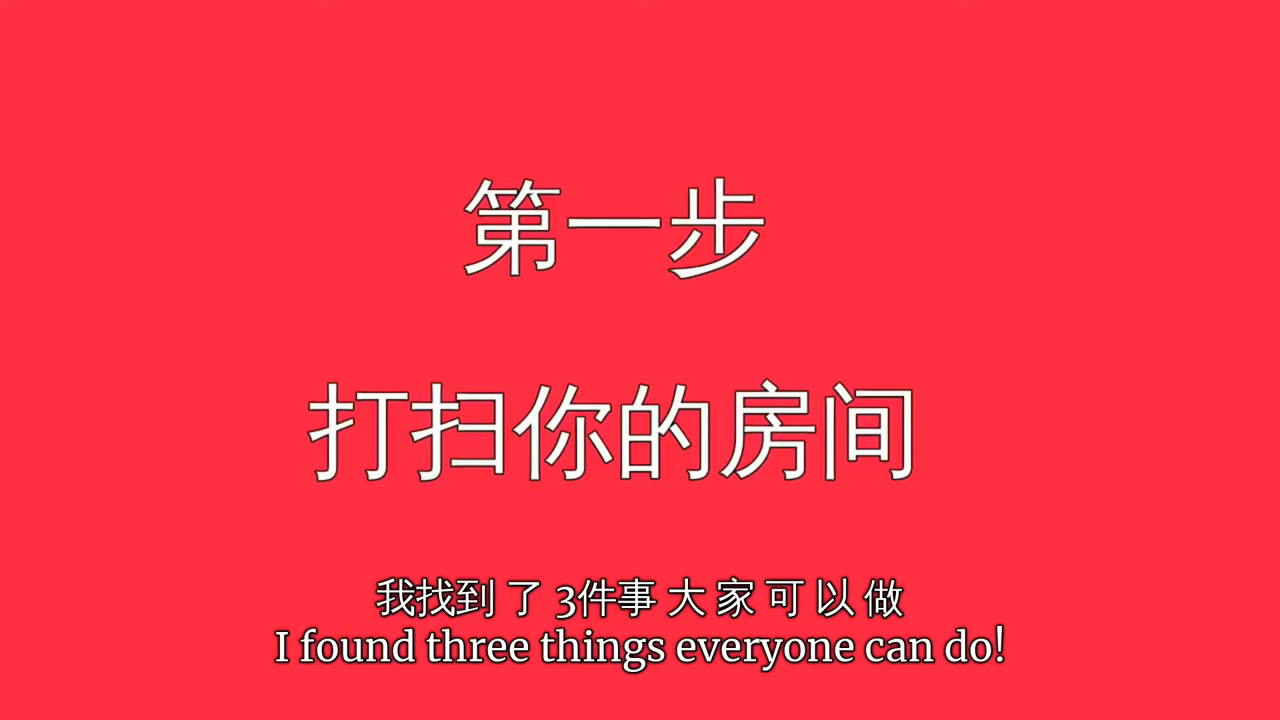 第一步
打扫你的房间
我找到 了 3件事 大 家 可 以 做
I found three things everyone can do!